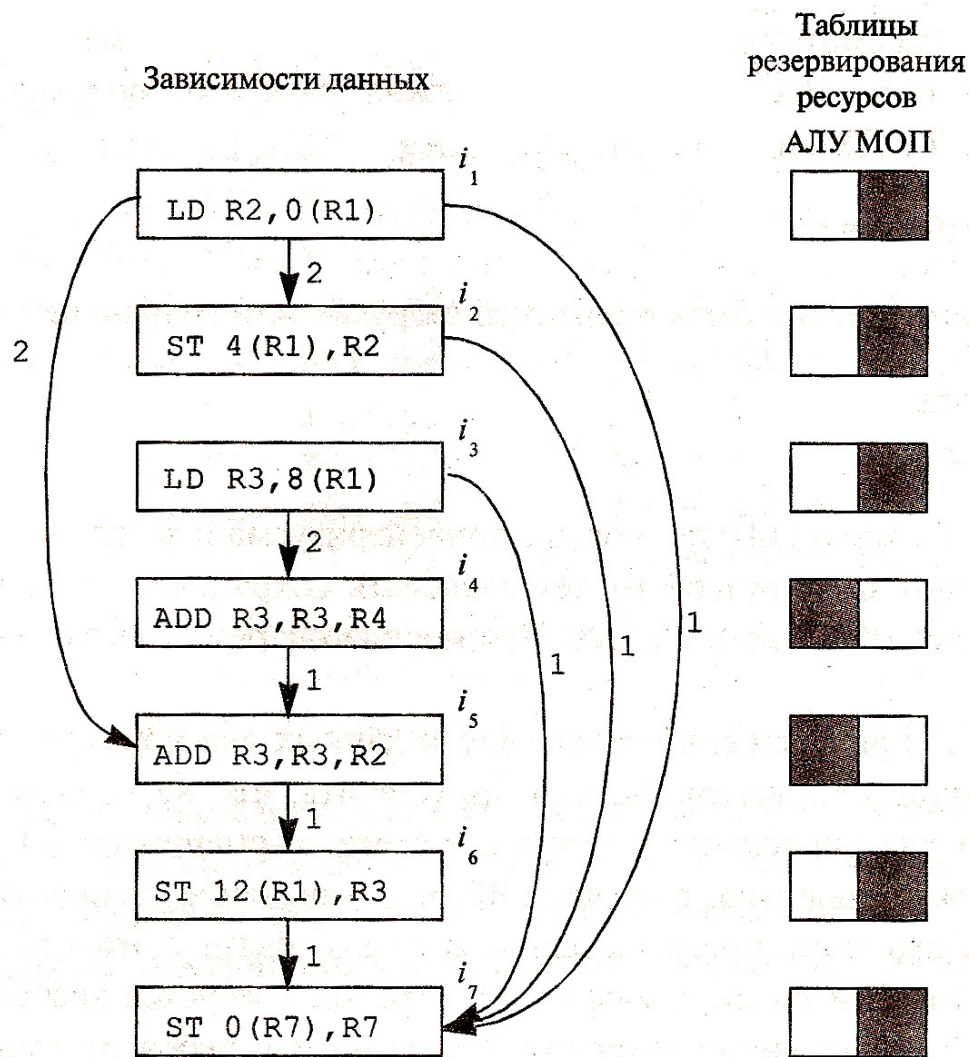 Зависимости данных
Таблицы
резервирования
ресурсов
АЛУ МОП
i1
LD R2,0(R1)
2
i2
ST 4(R1),R2
2
i3
LD R3,8(R1)
2
i4
ADD R3,R3,R4
1
1
1
1
i5
ADD R3,R3,R2
1
i6
ST 12(R1),R3
1
i7
ST 0(R7),R7